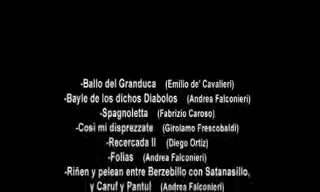 -Ballo del Granduca (Emilio de' Cavalieri)
-Bayle de los dichos Diabolos (Andrea Falconieri)
-Spagnoletta (Fabrizio Caroso)
-Così mi disprezzate (Girolamo Frescobaldi)
-Recercada II (Diego Ortiz)
-Folias (Andrea Falconieri)
-Riñen y pelean entre Berzebillo con Satanasillo,
y Caruf y Pantul (Andrea Falconieri)